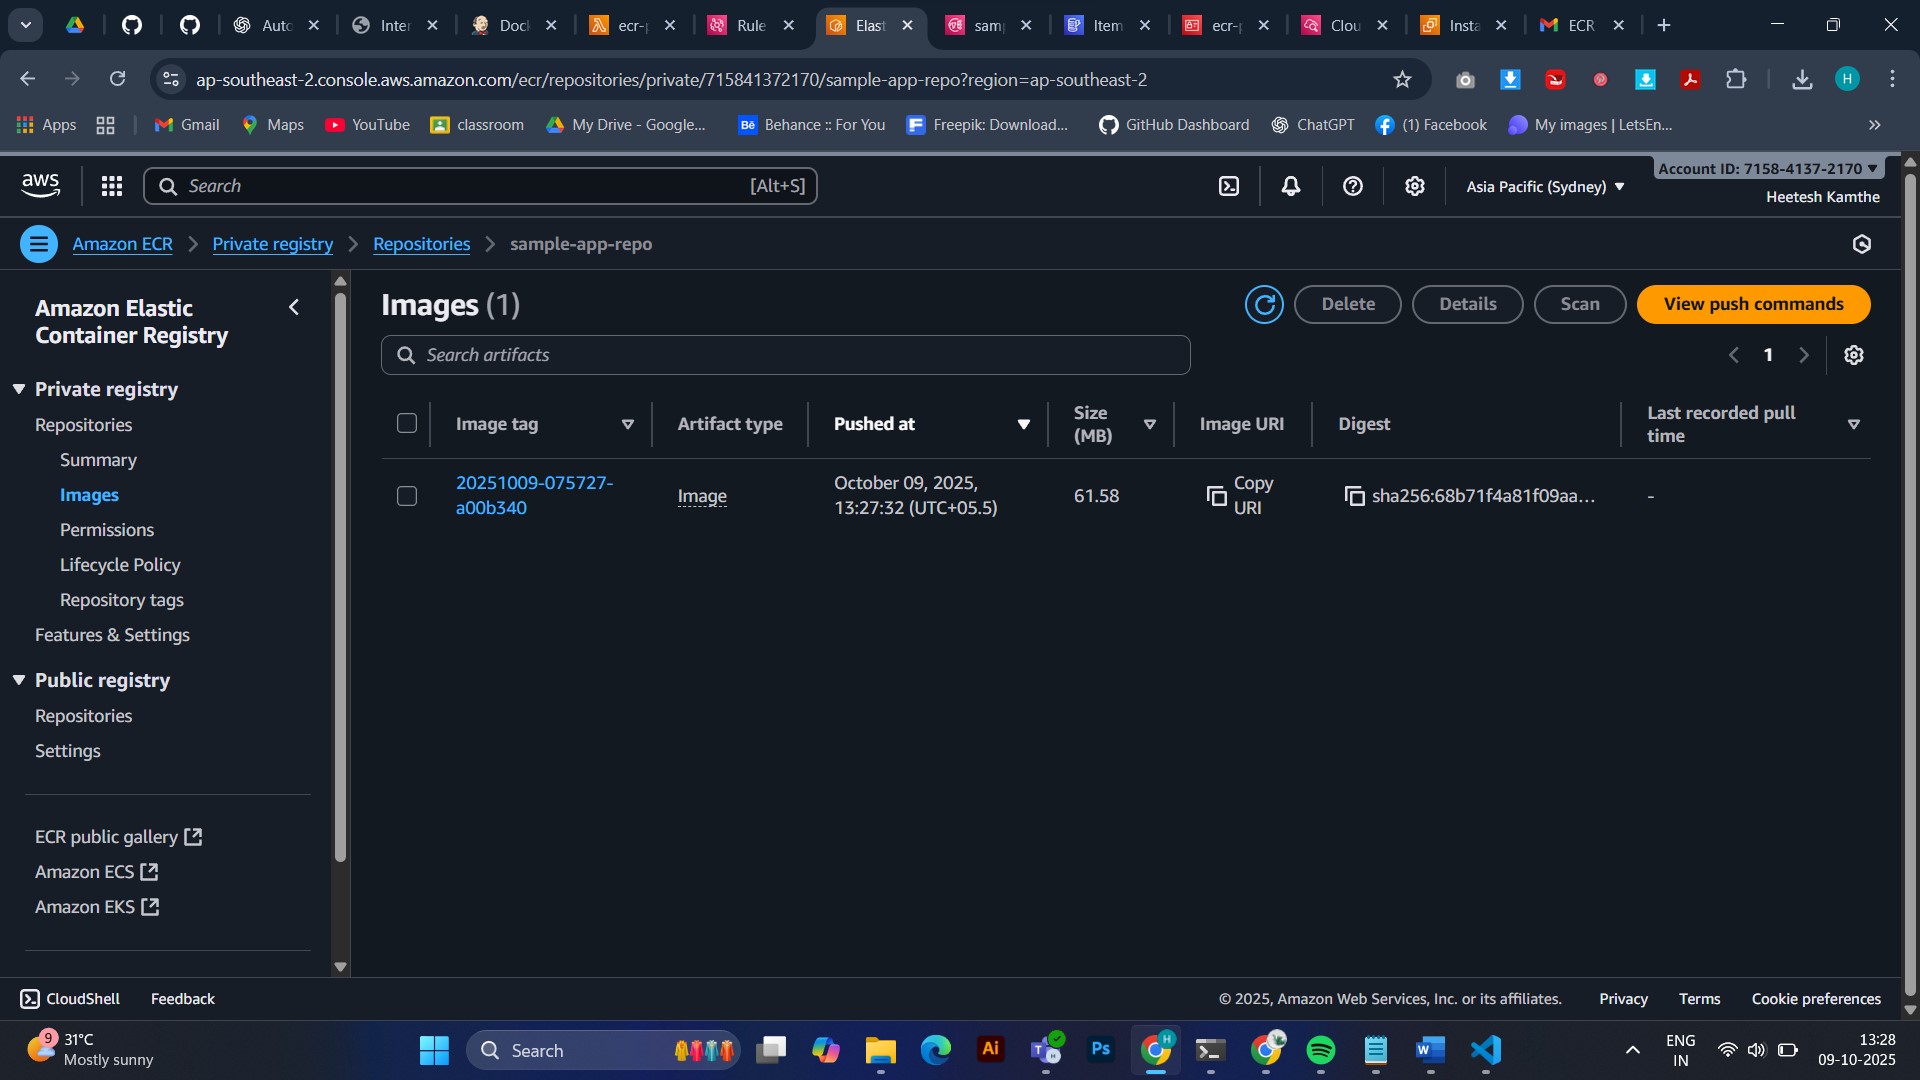 Auto
Inter
Doc
ecr-p
Rule
Elast
sam
Item
ecr-p
Clou
Insta
ECR
ap-southeast-2.console.aws.amazon.com/ecr/repositories/private/715841372170/sample-app-repo?region=ap-southeast-2
H
Apps
Gmail
Maps
YouTube
classroom
My Drive - Google...
Bē Behance :: For You
Freepik: Download...
GitHub Dashboard
ChatGPT
(1) Facebook
My images | LetsEn...
»
aws
Search
[Alt+S]
Asia Pacific (Sydney)
Account ID: 7158-4137-2170
Heetesh Kamthe
Amazon ECR
Private registry
Repositories
sample-app-repo
Amazon Elastic
Container Registry
Private registry
Repositories
Summary
Images
Permissions
Lifecycle Policy
Repository tags
Features & Settings
Public registry
Repositories
Settings
ECR public gallery
Amazon ECS
Amazon EKS
Images (1)
Delete
Details
Scan
View push commands
Search artifacts
1
Image tag
Artifact type
Pushed at
Size
(MB)
Image URI
Digest
Last recorded pull
time
20251009-075727-
a00b340
Image
October 09, 2025,
13:27:32 (UTC+05.5)
61.58
Copy
URI
sha256:68b71f4a81f09aa...
-
CloudShell
Feedback
© 2025, Amazon Web Services, Inc. or its affiliates.
Privacy
Terms
Cookie preferences
9
31°C
Mostly sunny
Search
Ai
Ps
H
W
ENG
IN
13:28
09-10-2025